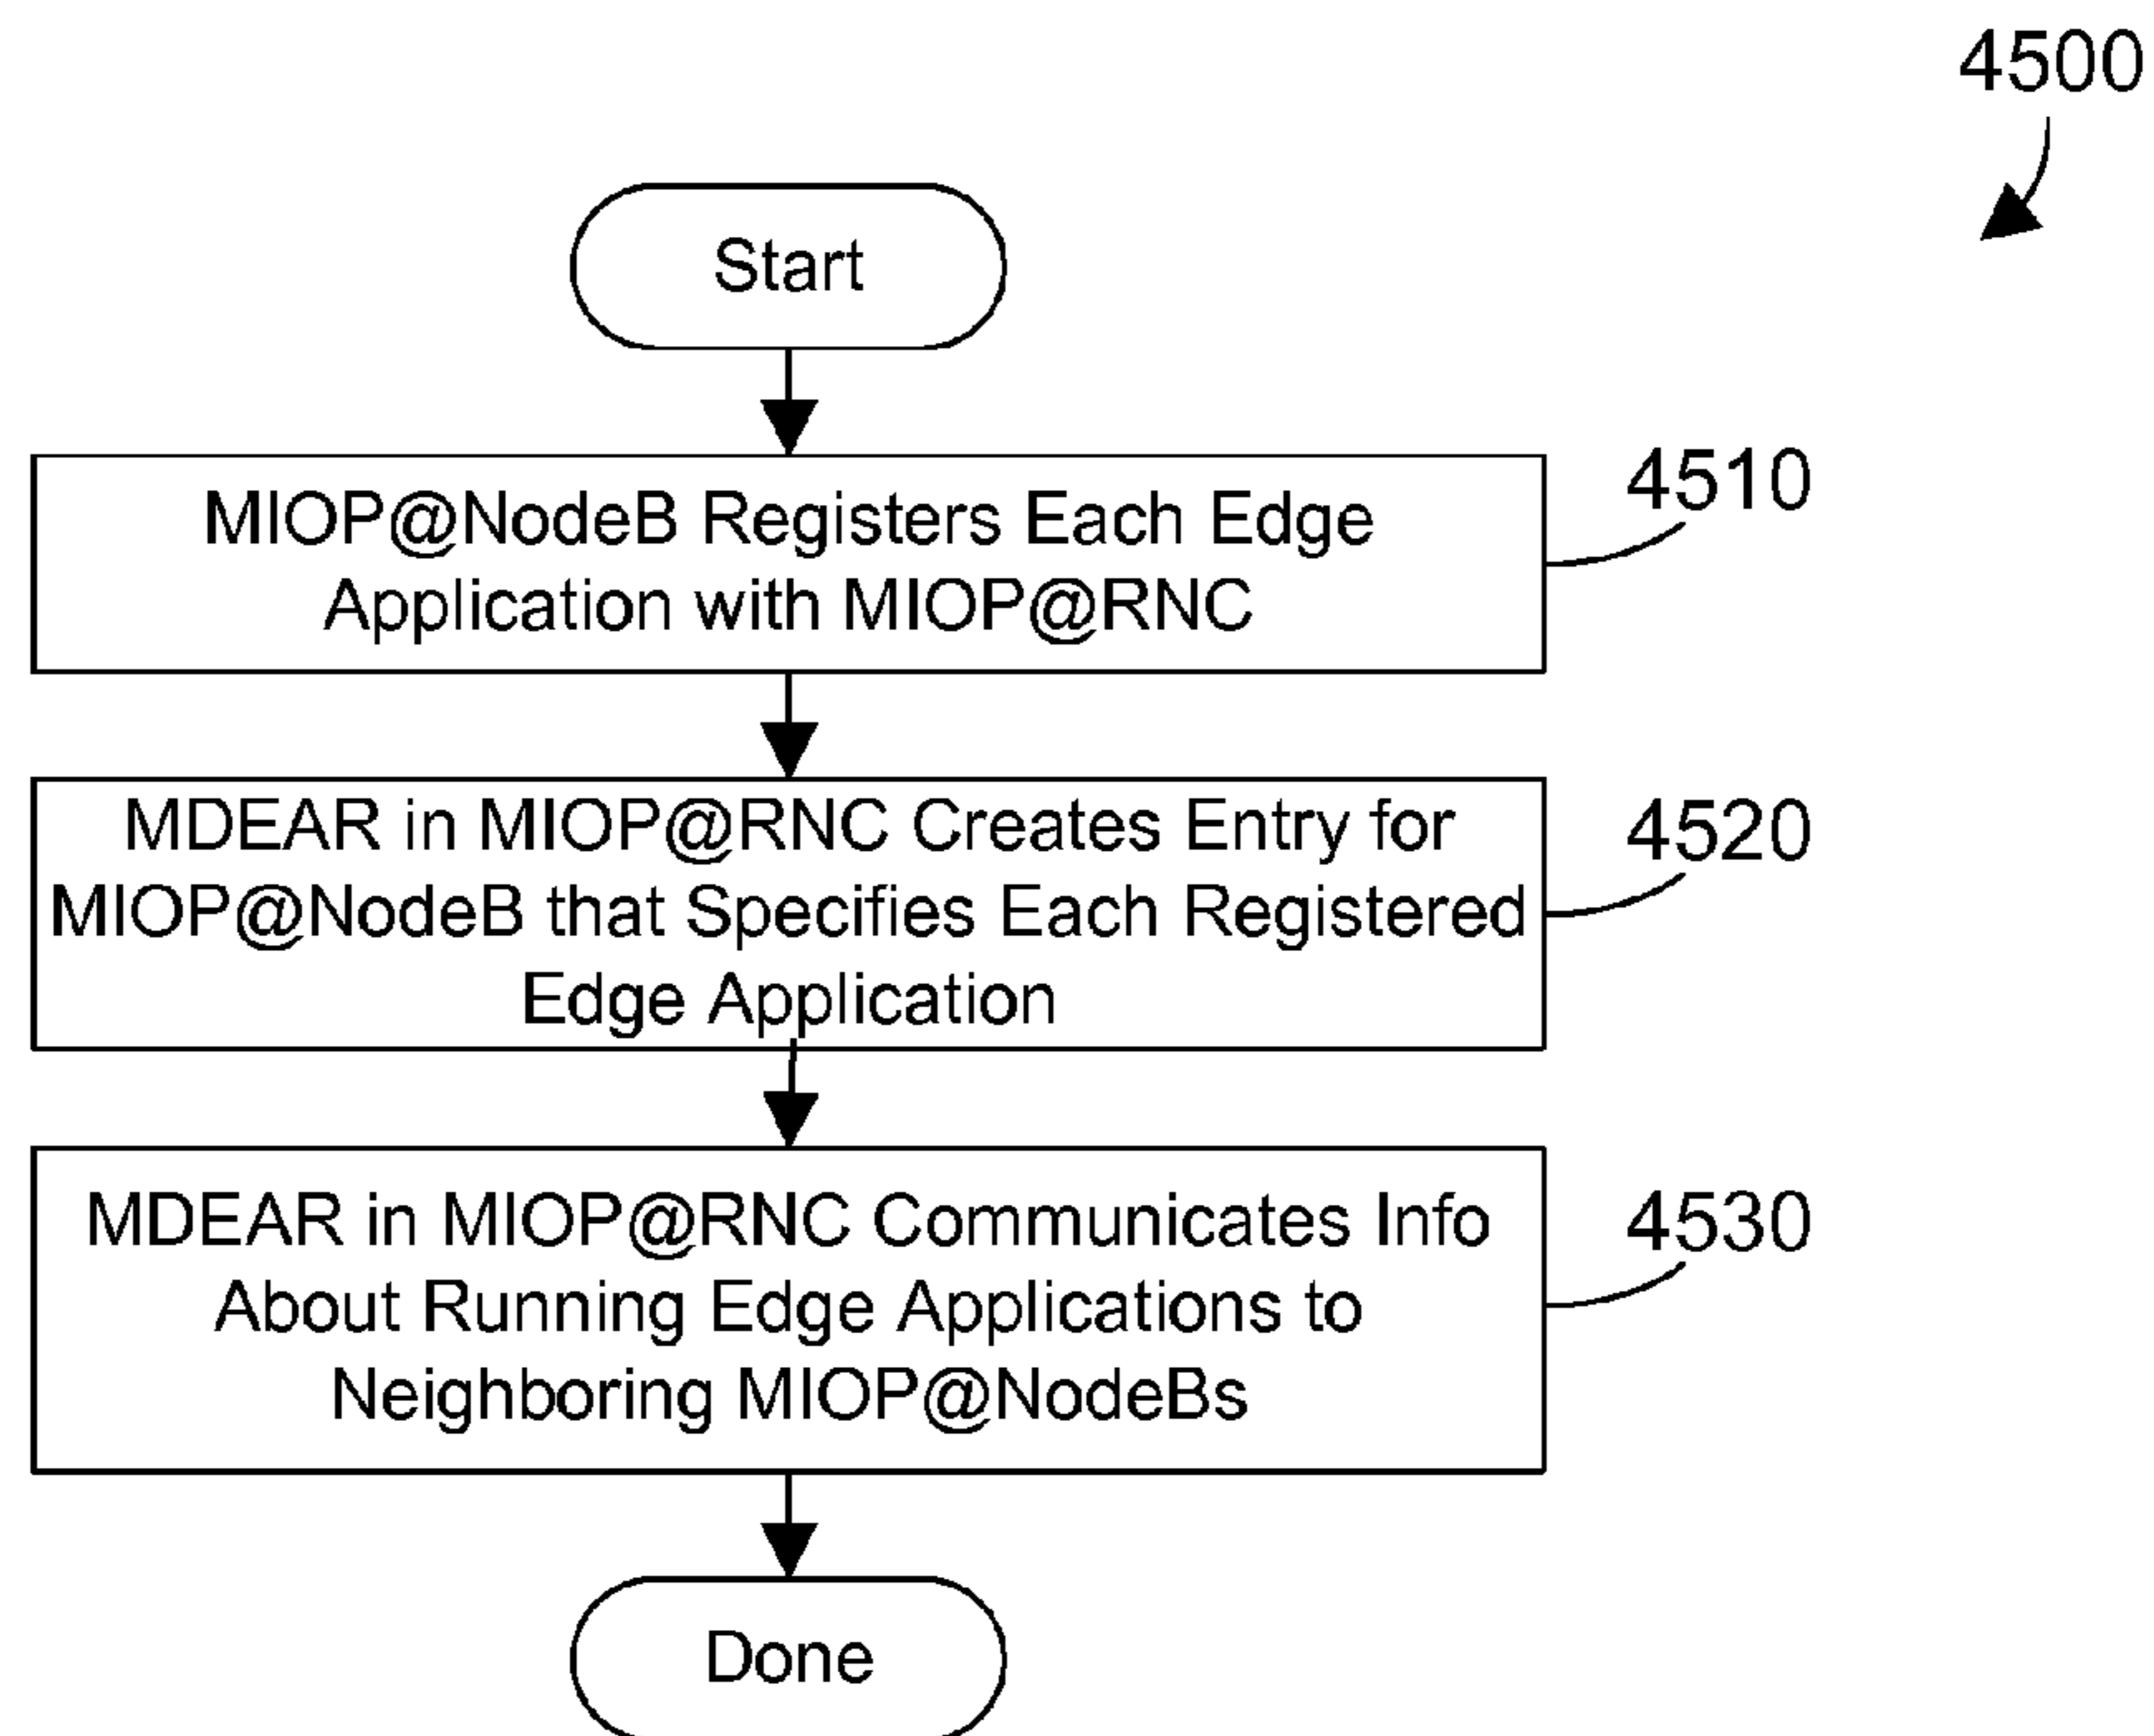 4500
Start
MIOP@NodeB Registers Each Edge
Application with MIOP@RNC
4510
MDEAR in MIOP@RNC Creates Entry for
MIOP@NodeB that Specifies Each Registered
Edge Application
4520
MDEAR in MIOP@RNC Communicates Info
About Running Edge Applications to
Neighboring MIOP@NodeBs
4530
Done